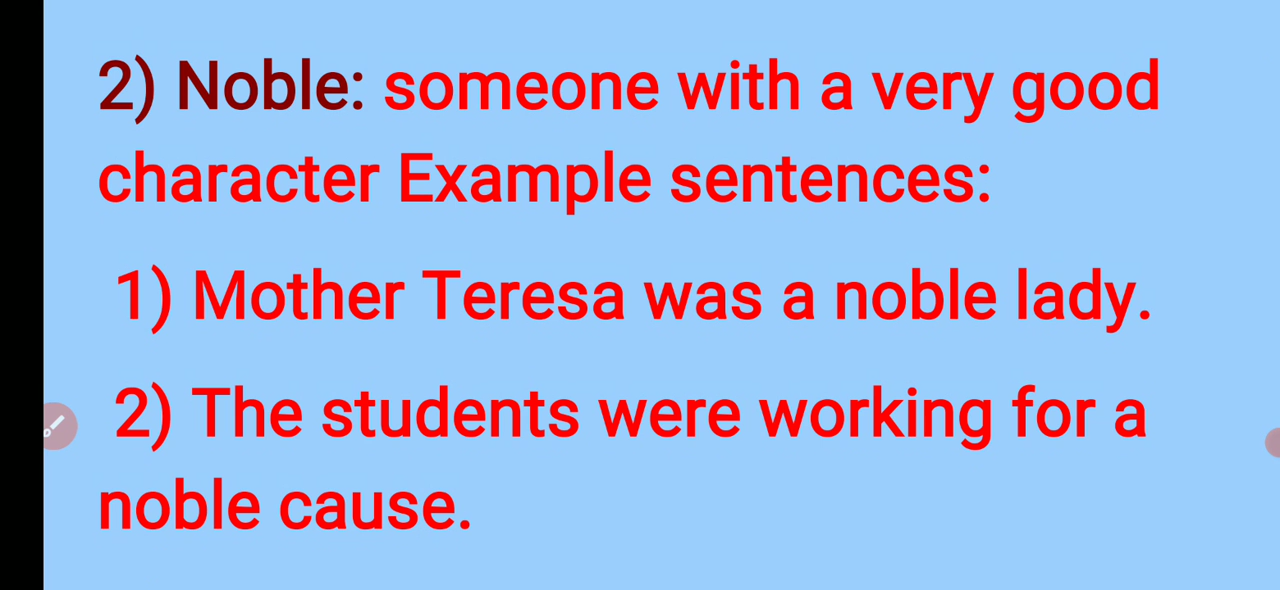 2) Noble: someone with a very good
character Example sentences:
1) Mother Teresa was a noble lady.
2) The students were working for a
noble cause.